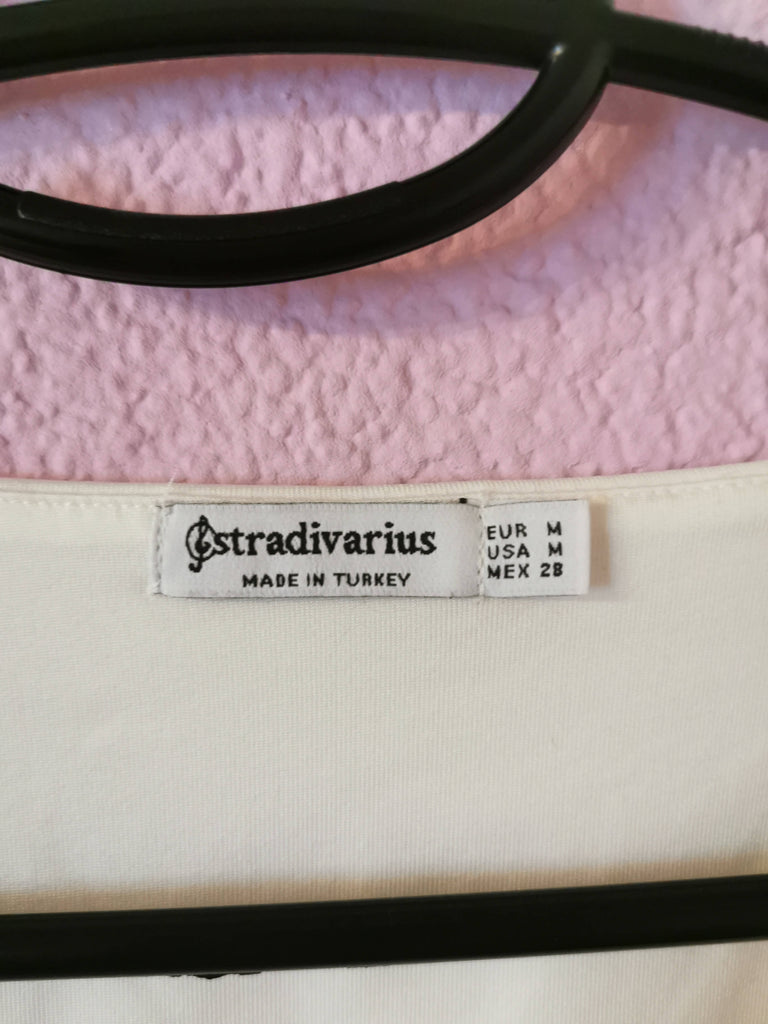 stradivarius
MADE IN TURKEY
EUR M
USA M
MEX 28